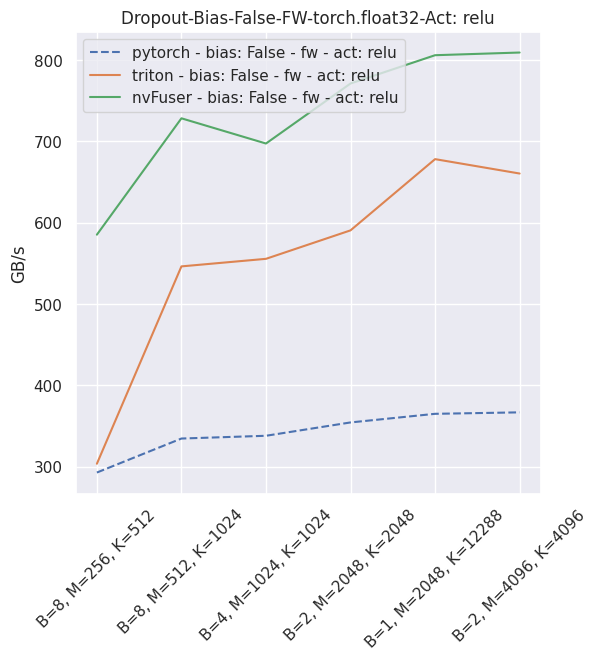 Dropout-Bias-False-FW-torch.float32-Act: relu
pytorch - bias: False - fw - act: relu
triton - bias: False - fw - act: relu
nvFuser - bias: False - fw - act: relu
GB/s
800
700
600
500
400
300
B=8, M=256, K=512
B=8, M=512, K=1024
B=4, M=1024, K=1024
B=2, M=2048, K=2048
B=1, M=2048, K=12288
B=2, M=4096, K=4096